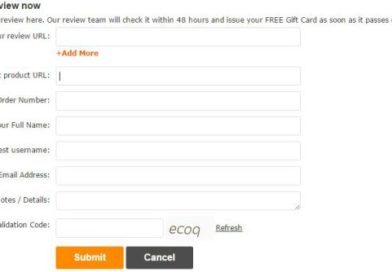 view now
review here. Our review team will check it within 48 hours and issue your FREE Gift Card as soon as it passes
ur review URL:
+Add More
t product URL:
Order Number:
our Full Name:
est username:
Email Address:
otes / Details:
alidation Code: ecoq Refresh
Submit Cancel